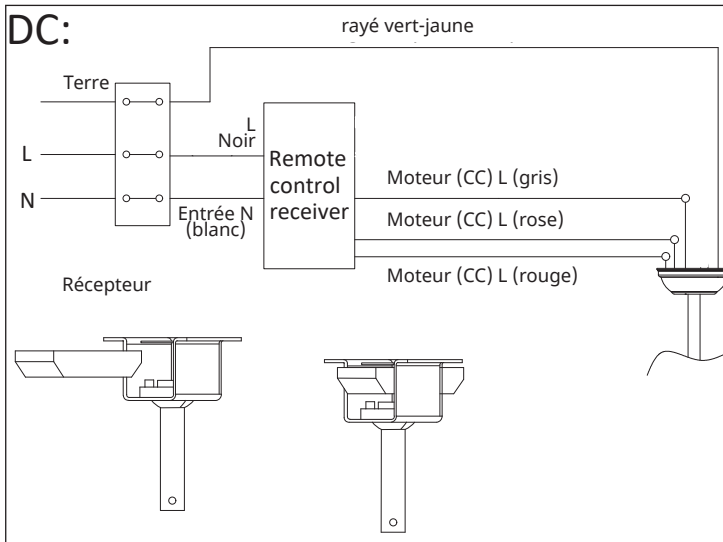 DC:
rayé vert-jaune
Terre
L
Noir
L
N
Entrée N
(blanc)
Remote
control
receiver
Moteur (CC) L (gris)
Moteur (CC) L (rose)
Moteur (CC) L (rouge)
Récepteur